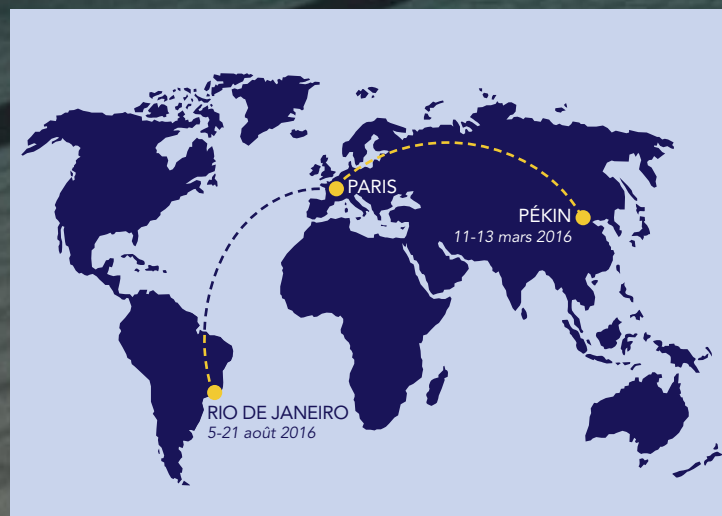 PARIS
PÉKIN
11-13 mars 2016
RIO DE JANEIRO
5-21 août 2016